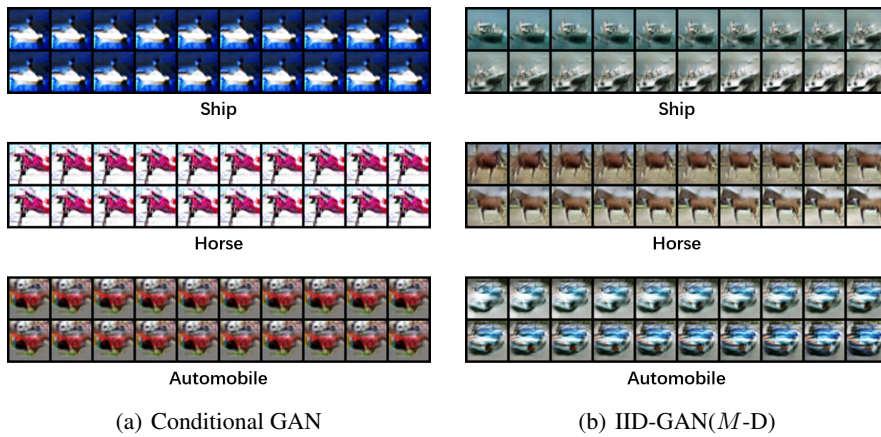 Ship
Horse
Automobile
(a) Conditional GAN
Ship
Horse
Automobile
(b) IID-GAN(M-D)